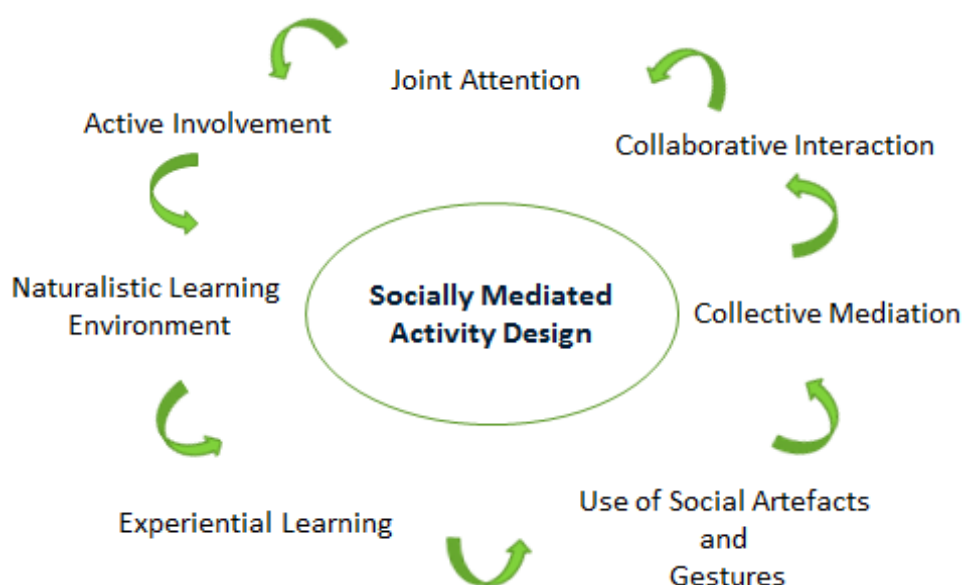 Joint Attention
Active Involvement
Collaborative Interaction
Naturalistic Learning
Environment
Socially Mediated
Activity Design
Collective Mediation
Experiential Learning
Use of Social Artefacts
and
Gestures